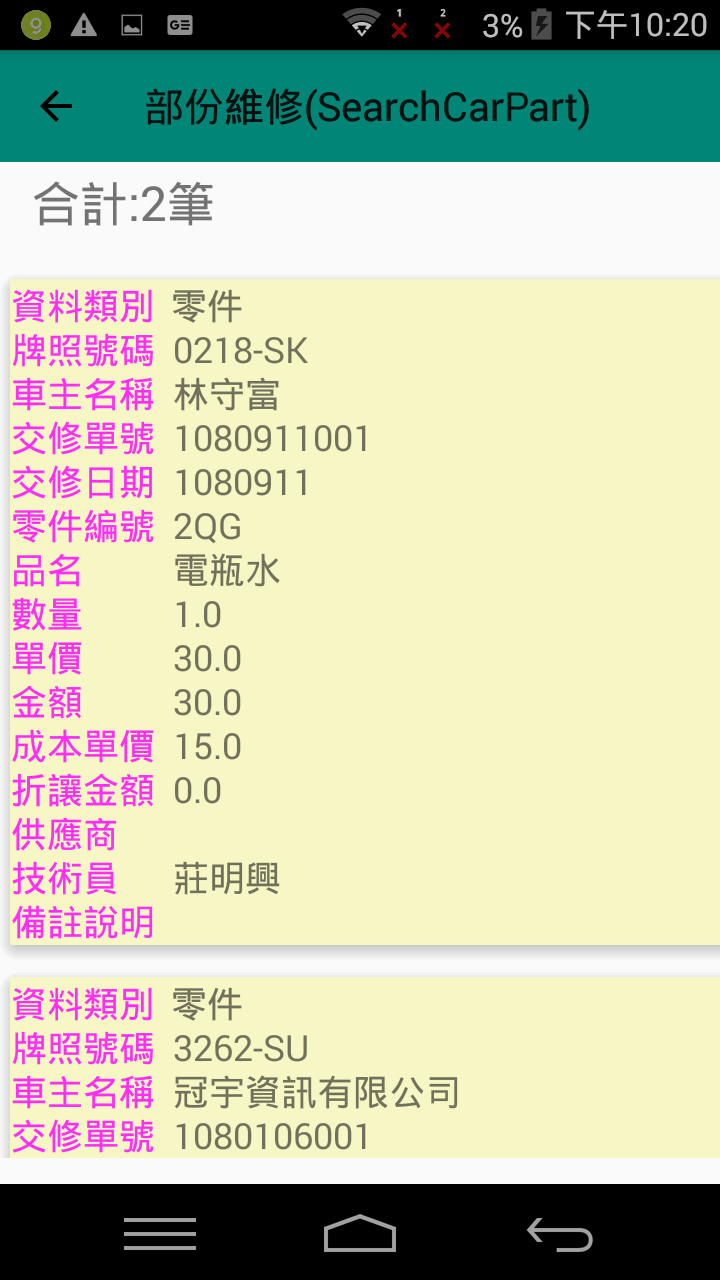 9
1
2
3%
下午10:20
部份維修(SearchCarPart)
合計:2筆
資料類別 零件
牌照號碼 0218-SK
車主名稱 林守富
交修單號 1080911001
交修日期 1080911
零件編號 2QG
品名 電瓶水
數量 1.0
單價 30.0
金額 30.0
成本單價 15.0
折讓金額 0.0
供應商
技術員 莊明興
備註說明
資料類別 零件
牌照號碼 3262-SU
車主名稱 冠宇資訊有限公司
交修單號 1080106001